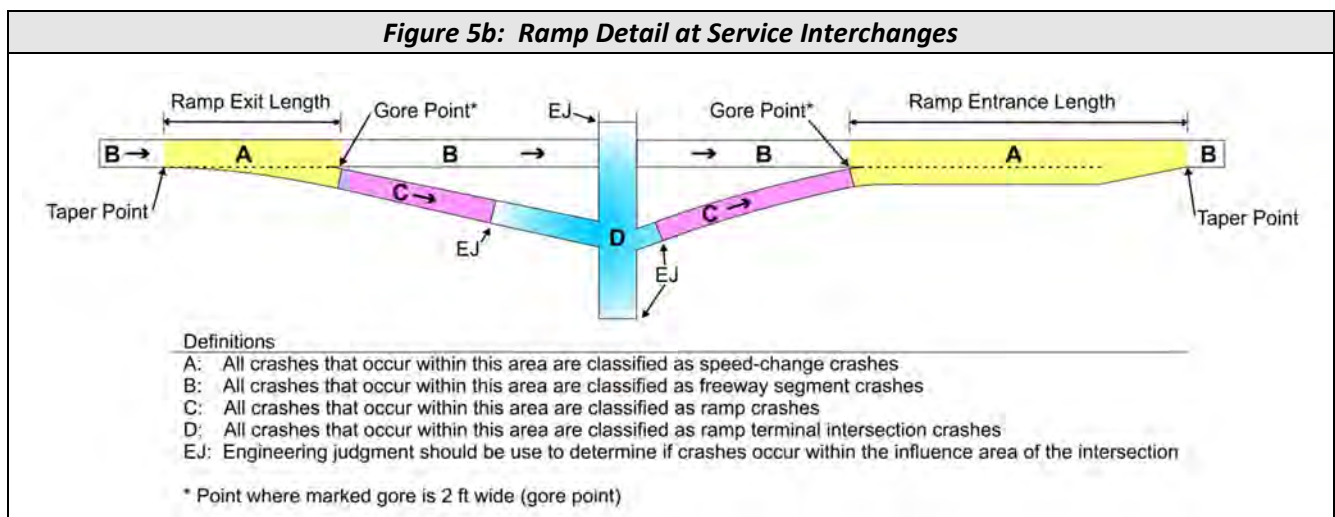 Figure 5b: Ramp Detail at Service Interchanges
Ramp Exit Length
Gore Point*
EJ
Gore Point*
Ramp Entrance Length
B
A
B
B
A
B
Taper Point
C
EJ
D
C
EJ
Taper Point
Definitions
A: All crashes that occur within this area are classified as speed-change crashes
B: All crashes that occur within this area are classified as freeway segment crashes
C: All crashes that occur within this area are classified as ramp crashes
D: All crashes that occur within this area are classified as ramp terminal intersection crashes
EJ: Engineering judgment should be use to determine if crashes occur within the influence area of the intersection
* Point where marked gore is 2 ft wide (gore point)